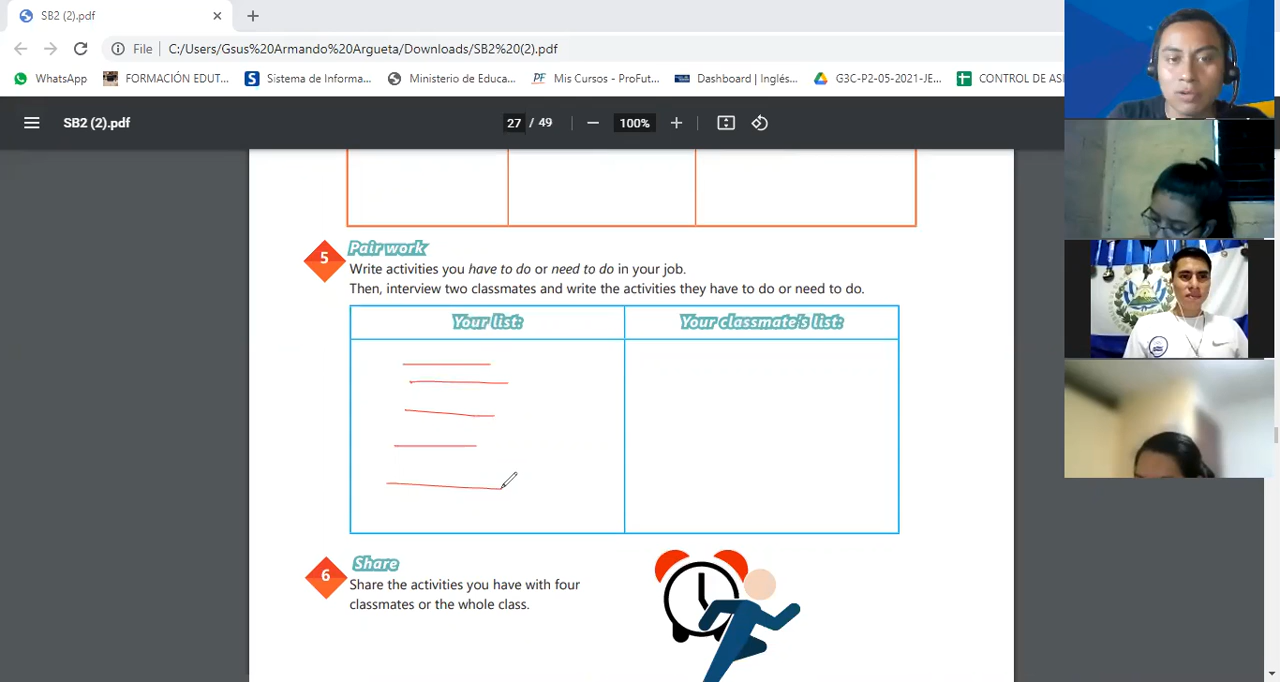 SB2 (2).pdf
File
C:/Users/Gsus%20Armando%20Argueta/Downloads/SB2%20(2).pdf
WhatsApp
FORMACIÓN EDUT...
S Sistema de Informa...
Ministerio de Educa...
PF Mis Cursos - ProFut...
Dashboard | Inglés...
G3C-P2-05-2021-JE...
CONTROL DE ASI
SB2 (2).pdf
27 / 49
100%
5
Pair work
Write activities you have to do or need to do in your job.
Then, interview two classmates and write the activities they have to do or need to do.
Your list:
Your classmate's list:
6
Share
Share the activities you have with four
classmates or the whole class.